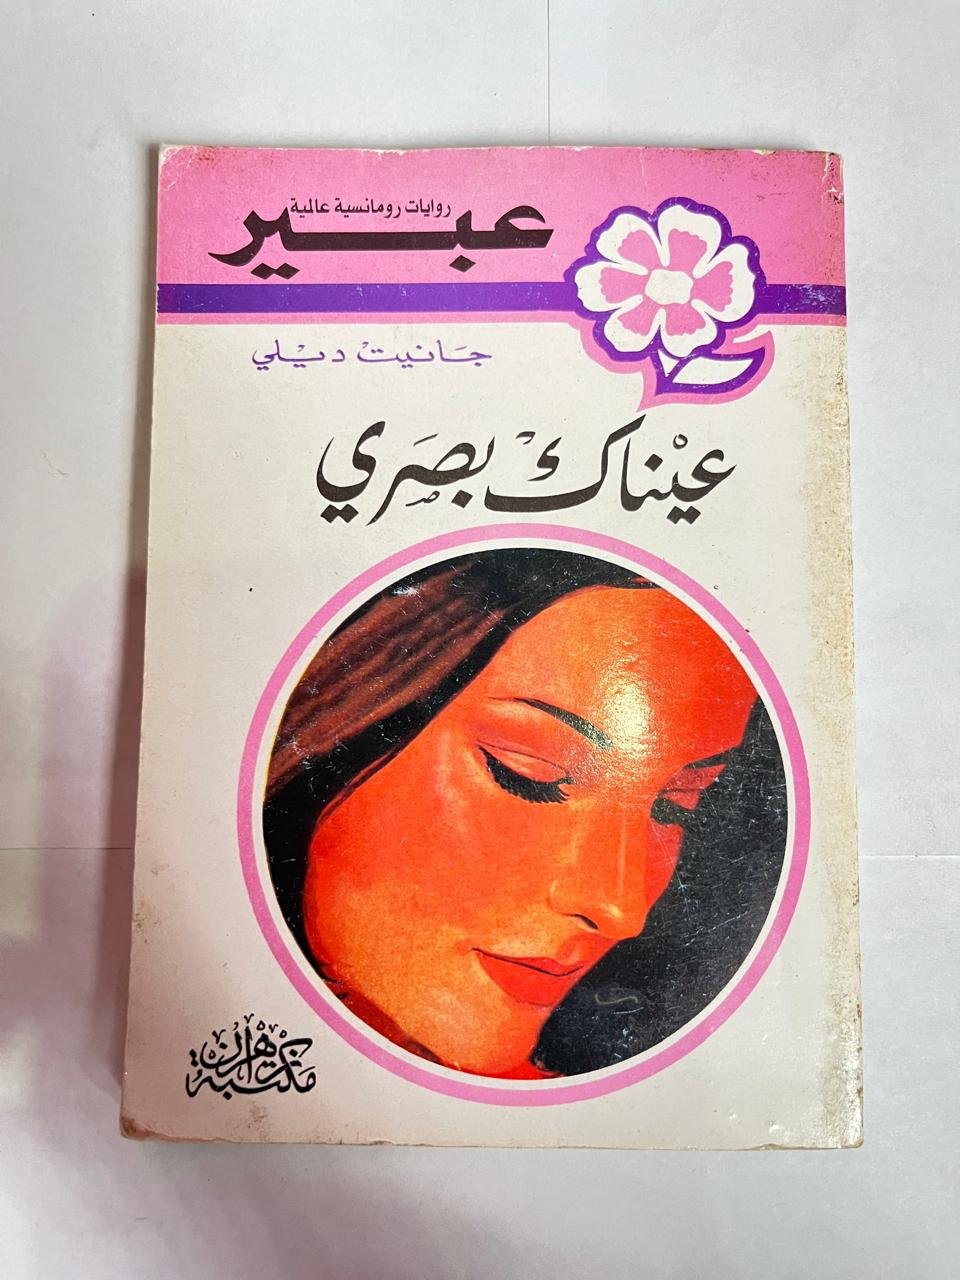 روايات رومانسية عالمية
عبير
جانيت ديلي
عيناك بصري
مكتبة زهران